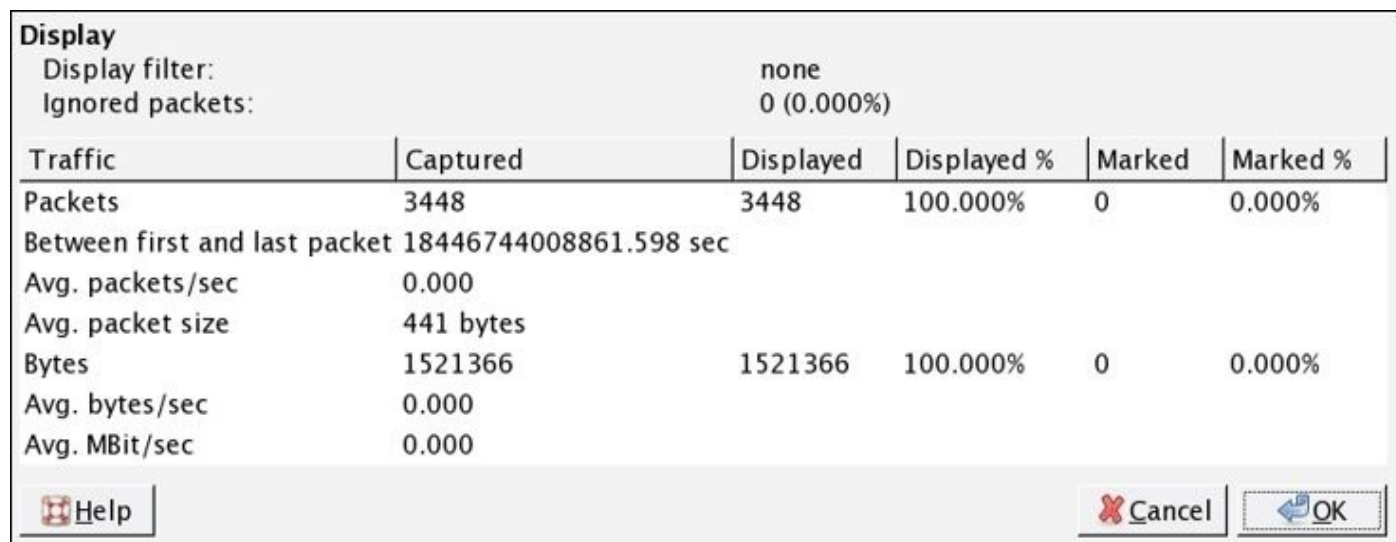 Display
Display filter: none
Ignored packets: 0 (0.000%)
Traffic Captured Displayed Displayed % Marked Marked %
Packets 3448 3448 100.000% 0 0.000%
Between first and last packet 18446744008861.598 sec
Avg. packets/sec 0.000
Avg. packet size 441 bytes
Bytes 1521366 1521366 100.000% 0 0.000%
Avg. bytes/sec 0.000
Avg. MBit/sec 0.000
Help Cancel OK